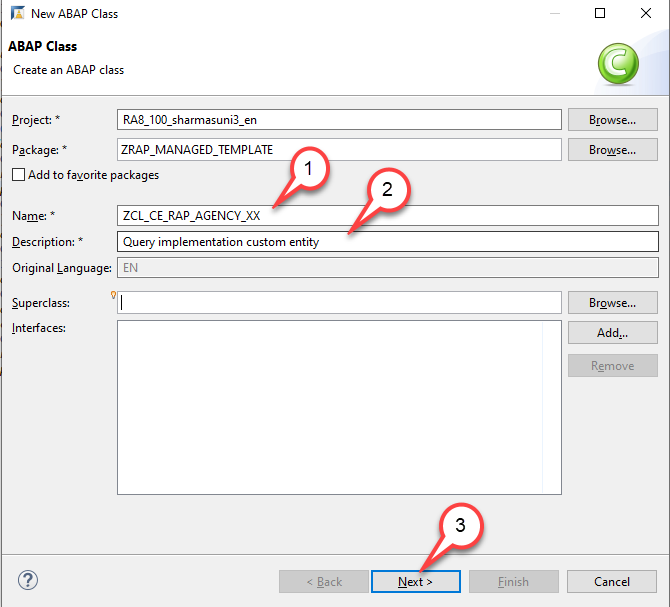 New ABAP Class
ABAP Class
Create an ABAP class
Project: * RA8_100_sharmasuni3_en Browse...
Package: * ZRAP_MANAGED_TEMPLATE Browse...
Add to favorite packages
1
2
Name: * ZCL_CE_RAP_AGENCY_XX
Description: * Query implementation custom entity
Original Language: EN
Superclass: Browse...
Interfaces: Add...
Remove
3
< Back Next > Finish Cancel